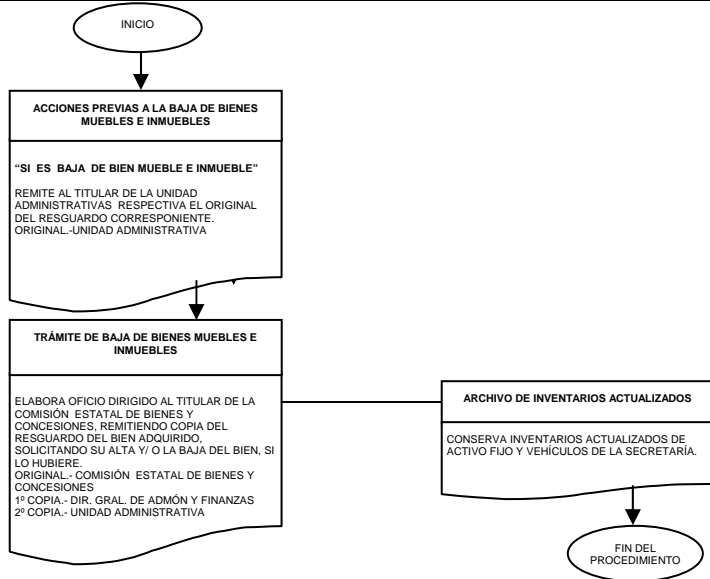 INICIO
ACCIONES PREVIAS A LA BAJA DE BIENES
MUEBLES E INMUEBLES
“SI ES BAJA DE BIEN MUEBLE E INMUEBLE”
REMITE AL TITULAR DE LA UNIDAD
ADMINISTRATIVAS RESPECTIVA EL ORIGINAL
DEL RESGUARDO CORRESPONIENTE.
ORIGINAL.-UNIDAD ADMINISTRATIVA
TRÁMITE DE BAJA DE BIENES MUEBLES E
INMUEBLES
ELABORA OFICIO DIRIGIDO AL TITULAR DE LA
COMISIÓN ESTATAL DE BIENES Y
CONCESIONES, REMITIENDO COPIA DEL
RESGUARDO DEL BIEN ADQUIRIDO,
SOLICITANDO SU ALTA Y/ O LA BAJA DEL BIEN, SI
LO HUBIERE.
ORIGINAL.- COMISIÓN ESTATAL DE BIENES Y
CONCESIONES
1º COPIA.- DIR. GRAL. DE ADMÓN Y FINANZAS
2º COPIA.- UNIDAD ADMINISTRATIVA
ARCHIVO DE INVENTARIOS ACTUALIZADOS
CONSERVA INVENTARIOS ACTUALIZADOS DE
ACTIVO FIJO Y VEHÍCULOS DE LA SECRETARÍA.
FIN DEL
PROCEDIMIENTO